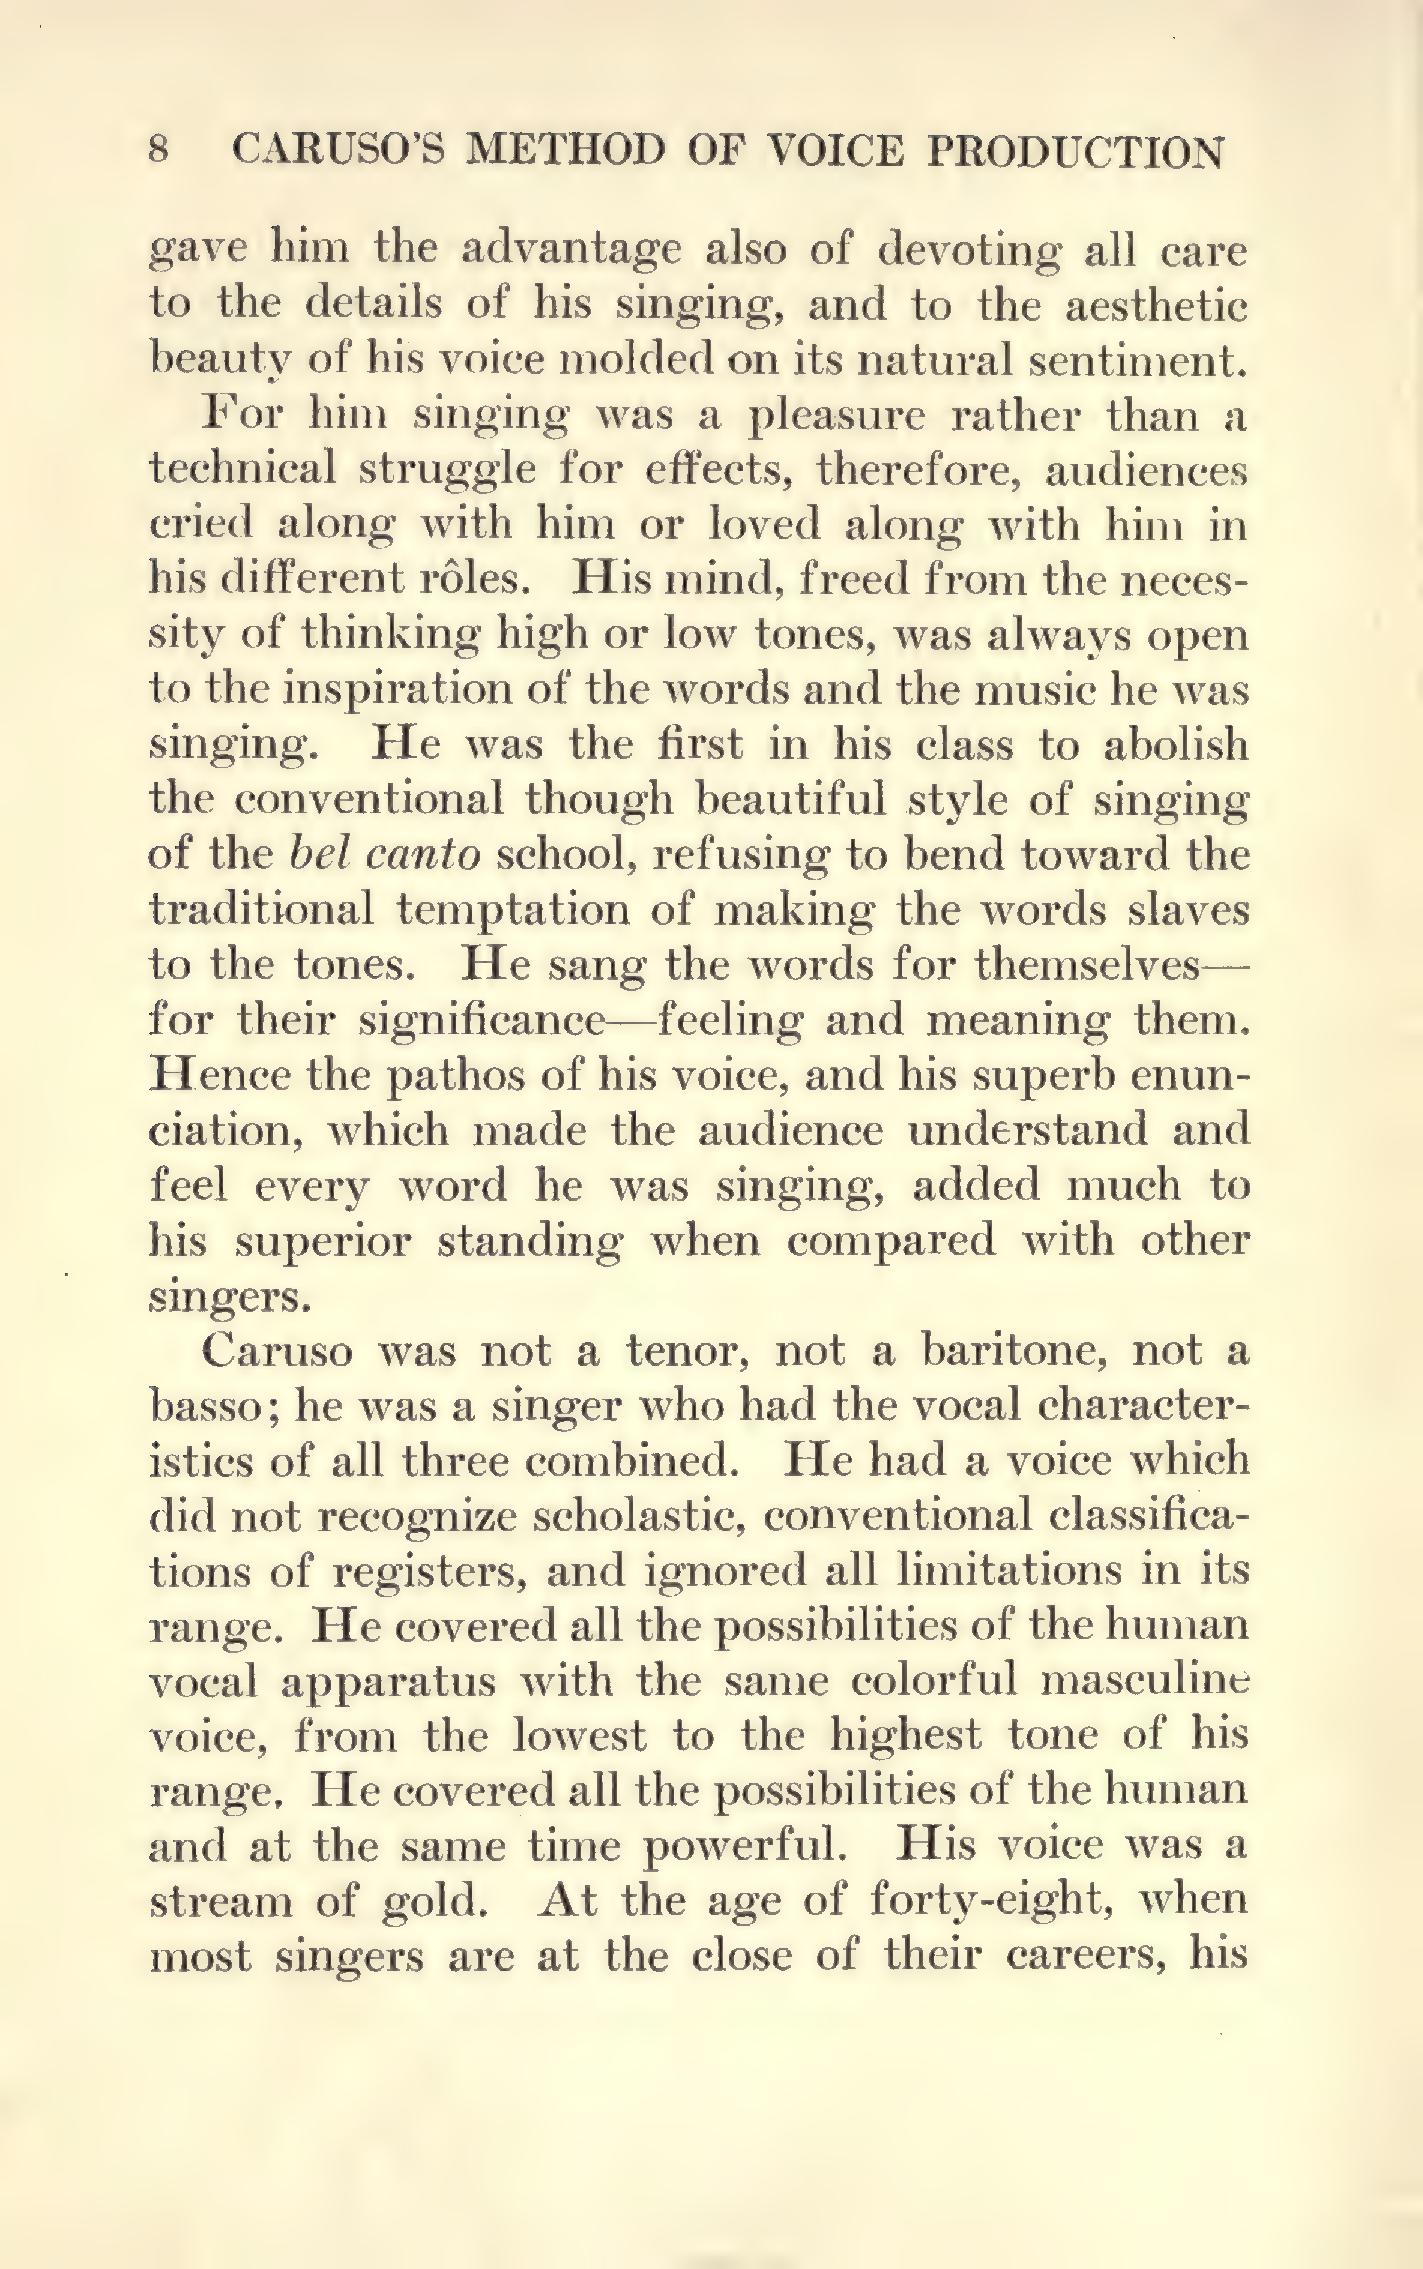 8 CARUSO'S METHOD OF VOICE PRODUCTION
gave him the advantage also of devoting all care
to the details of his singing, and to the aesthetic
beauty of his voice molded on its natural sentiment.
For him singing was a pleasure rather than a
technical struggle for effects, therefore, audiences
cried along with him or loved along with him in
his different rôles. His mind, freed from the neces-
sity of thinking high or low tones, was always open
to the inspiration of the words and the music he was
singing. He was the first in his class to abolish
the conventional though beautiful style of singing
of the bel canto school, refusing to bend toward the
traditional temptation of making the words slaves
to the tones. He sang the words for themselves—
for their significance—feeling and meaning them.
Hence the pathos of his voice, and his superb enun-
ciation, which made the audience understand and
feel every word he was singing, added much to
his superior standing when compared with other
singers.
Caruso was not a tenor, not a baritone, not a
basso; he was a singer who had the vocal character-
istics of all three combined. He had a voice which
did not recognize scholastic, conventional classifica-
tions of registers, and ignored all limitations in its
range. He covered all the possibilities of the human
vocal apparatus with the same colorful masculine
voice, from the lowest to the highest tone of his
range. He covered all the possibilities of the human
and at the same time powerful. His voice was a
stream of gold. At the age of forty-eight, when
most singers are at the close of their careers, his